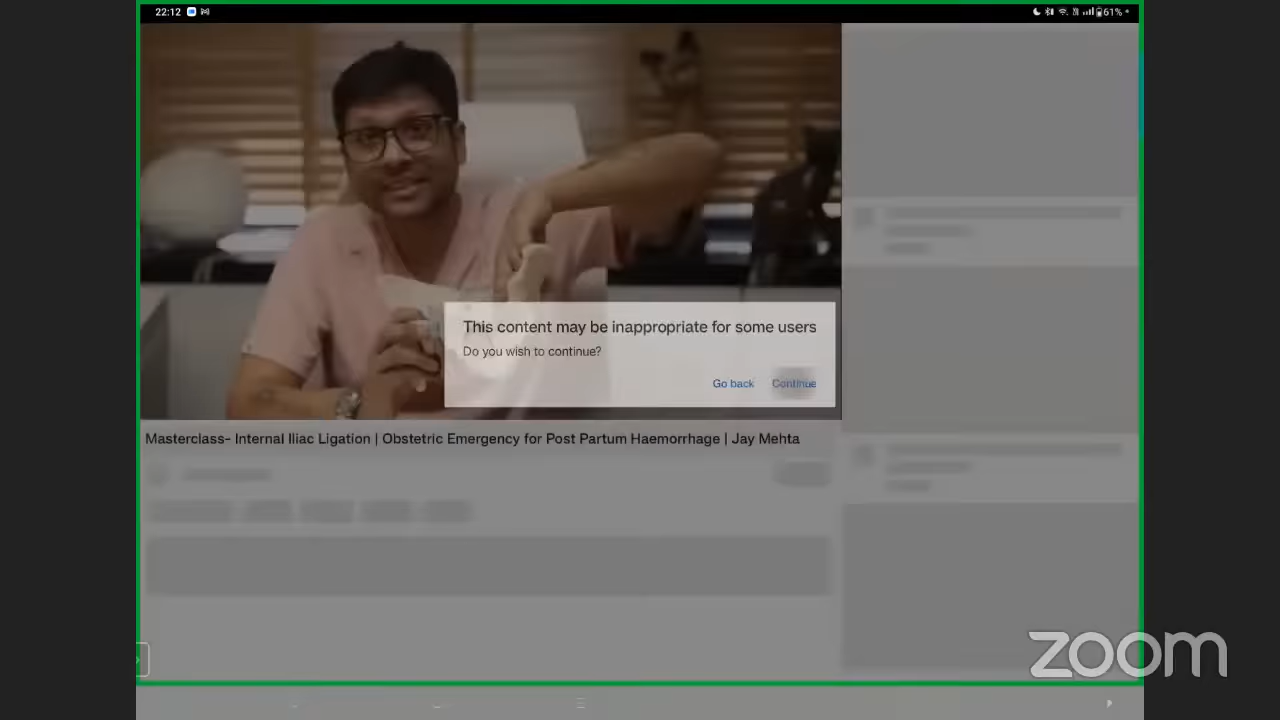 22:12
61%
This content may be inappropriate for some users
Do you wish to continue?
Go back Continue
Masterclass- Internal Iliac Ligation | Obstetric Emergency for Post Partum Haemorrhage | Jay Mehta
zoom